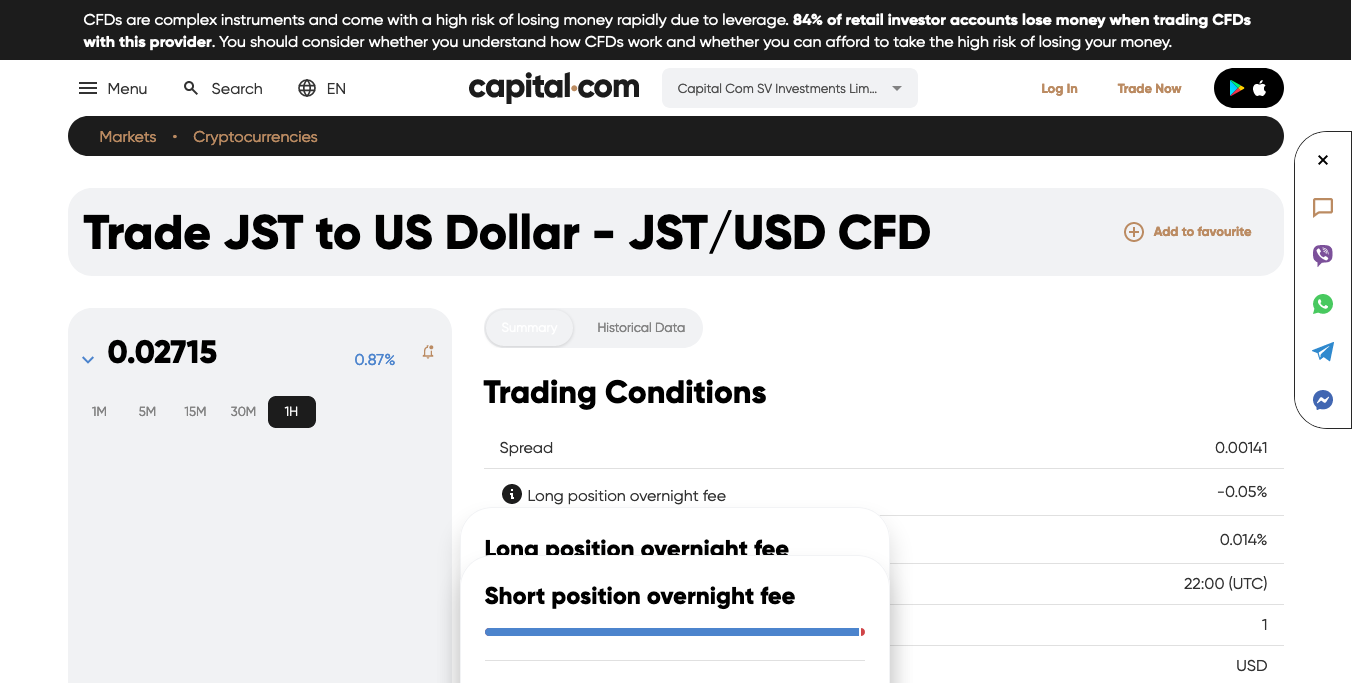 CFDs are complex instruments and come with a high risk of losing money rapidly due to leverage. 84% of retail investor accounts lose money when trading CFDs
with this provider. You should consider whether you understand how CFDs work and whether you can afford to take the high risk of losing your money.
Menu Search EN capital.com Capital Com SV Investments Lim... Log In Trade Now
Markets • Cryptocurrencies
Trade JST to US Dollar - JST/USD CFD
Add to favourite
0.02715 0.87%
1M 5M 15M 30M 1H
Summary Historical Data
Trading Conditions
Spread 0.00141
Long position overnight fee -0.05%
Long position overnight fee
0.014%
Short position overnight fee
22:00 (UTC)
1
USD